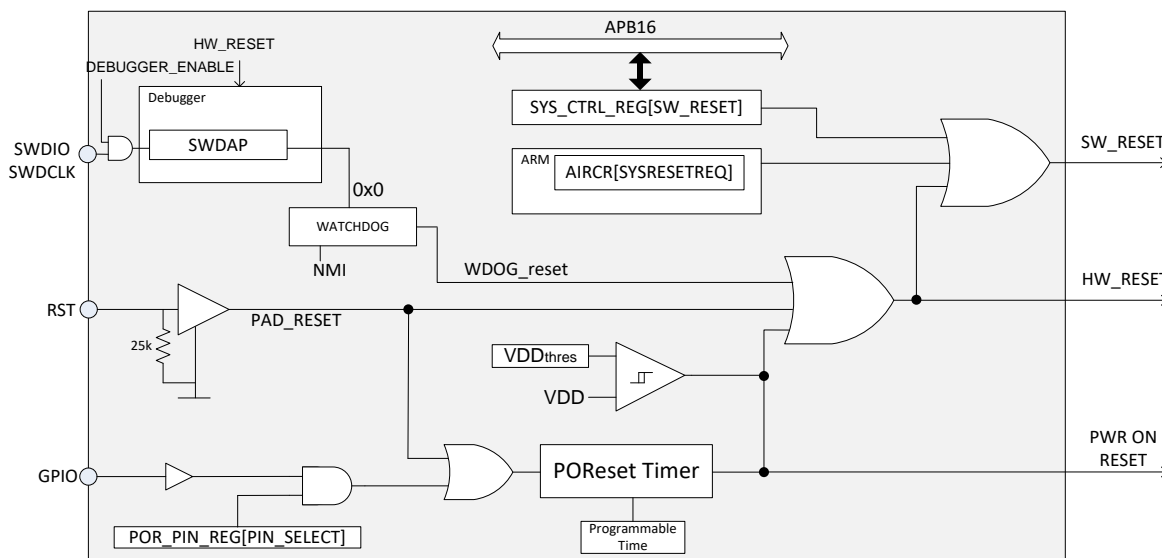 APB16
HW_RESET
DEBUGGER_ENABLE
Debugger
SWDAP
SYS_CTRL_REG[SW_RESET]
SWDIO
SWDCLK
SW_RESET
ARM
AIRCR[SYSRESETREQ]
0x0
WATCHDOG
NMI
WDOG_reset
HW_RESET
RST
PAD_RESET
25k
VDDthres
VDD
PWR ON
RESET
GPIO
POReset Timer
POR_PIN_REG[PIN_SELECT]
Programmable
Time